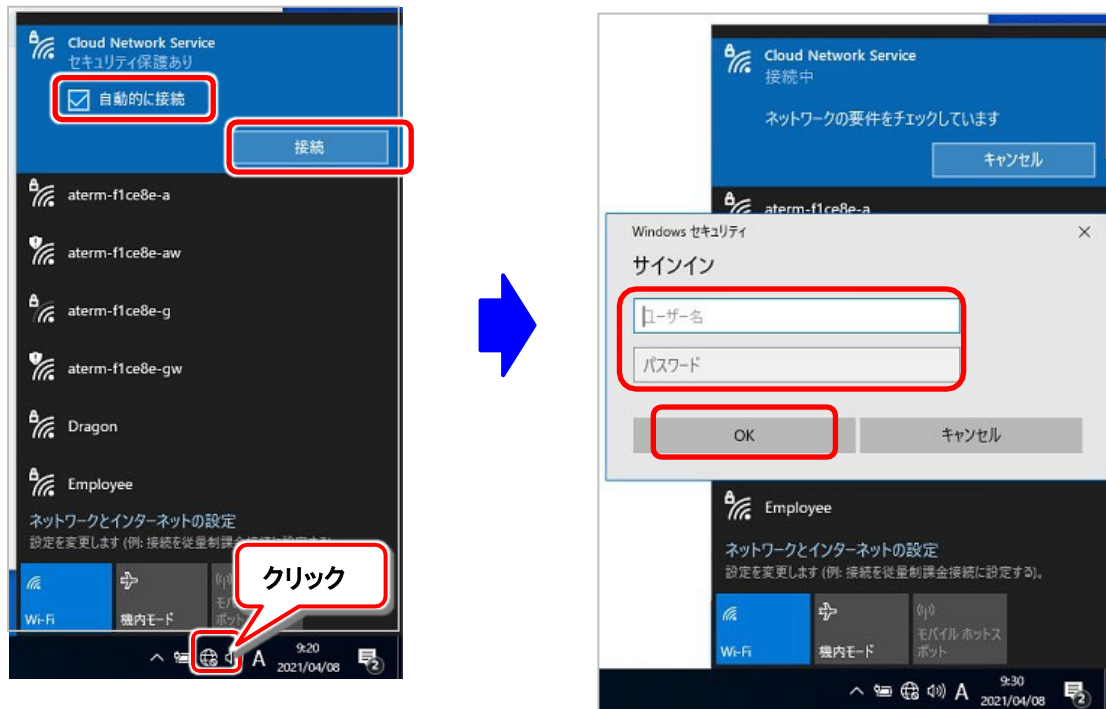 Cloud Network Service
セキュリティ保護あり
自動的に接続
接続
aterm-f1ce8e-a
aterm-f1ce8e-aw
aterm-f1ce8e-g
aterm-f1ce8e-gw
Dragon
Employee
ネットワークとインターネットの設定
設定を変更します (例: 接続を従量制課金接続に設定する)。
クリック
Wi-Fi
機内モード
A
9:20
2021/04/08
2
Cloud Network Service
接続中
ネットワークの要件をチェックしています
キャンセル
aterm-f1ce8e-a
Windows セキュリティ
サインイン
ユーザー名
パスワード
OK
キャンセル
Employee
ネットワークとインターネットの設定
設定を変更します (例: 接続を従量制課金接続に設定する)。
Wi-Fi
機内モード
モバイル ホットス
ポット
A
9:30
2021/04/08
2